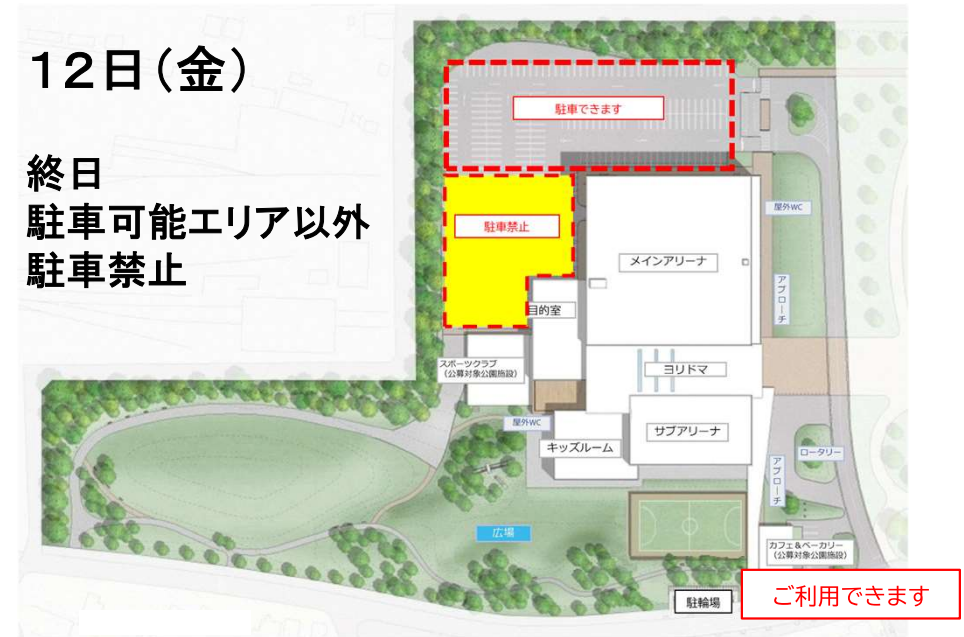 12日(金)
終日
駐車可能エリア以外
駐車禁止
駐車できます
駐車禁止
屋外WC
メインアリーナ
アプローチ
目的室
スポーツクラブ
(公募対象公園施設)
ヨリドマ
屋外WC
サブアリーナ
キッズルーム
ロータリー
アプローチ
広場
カフェ&ベーカリー
(公募対象公園施設)
駐輪場
ご利用できます